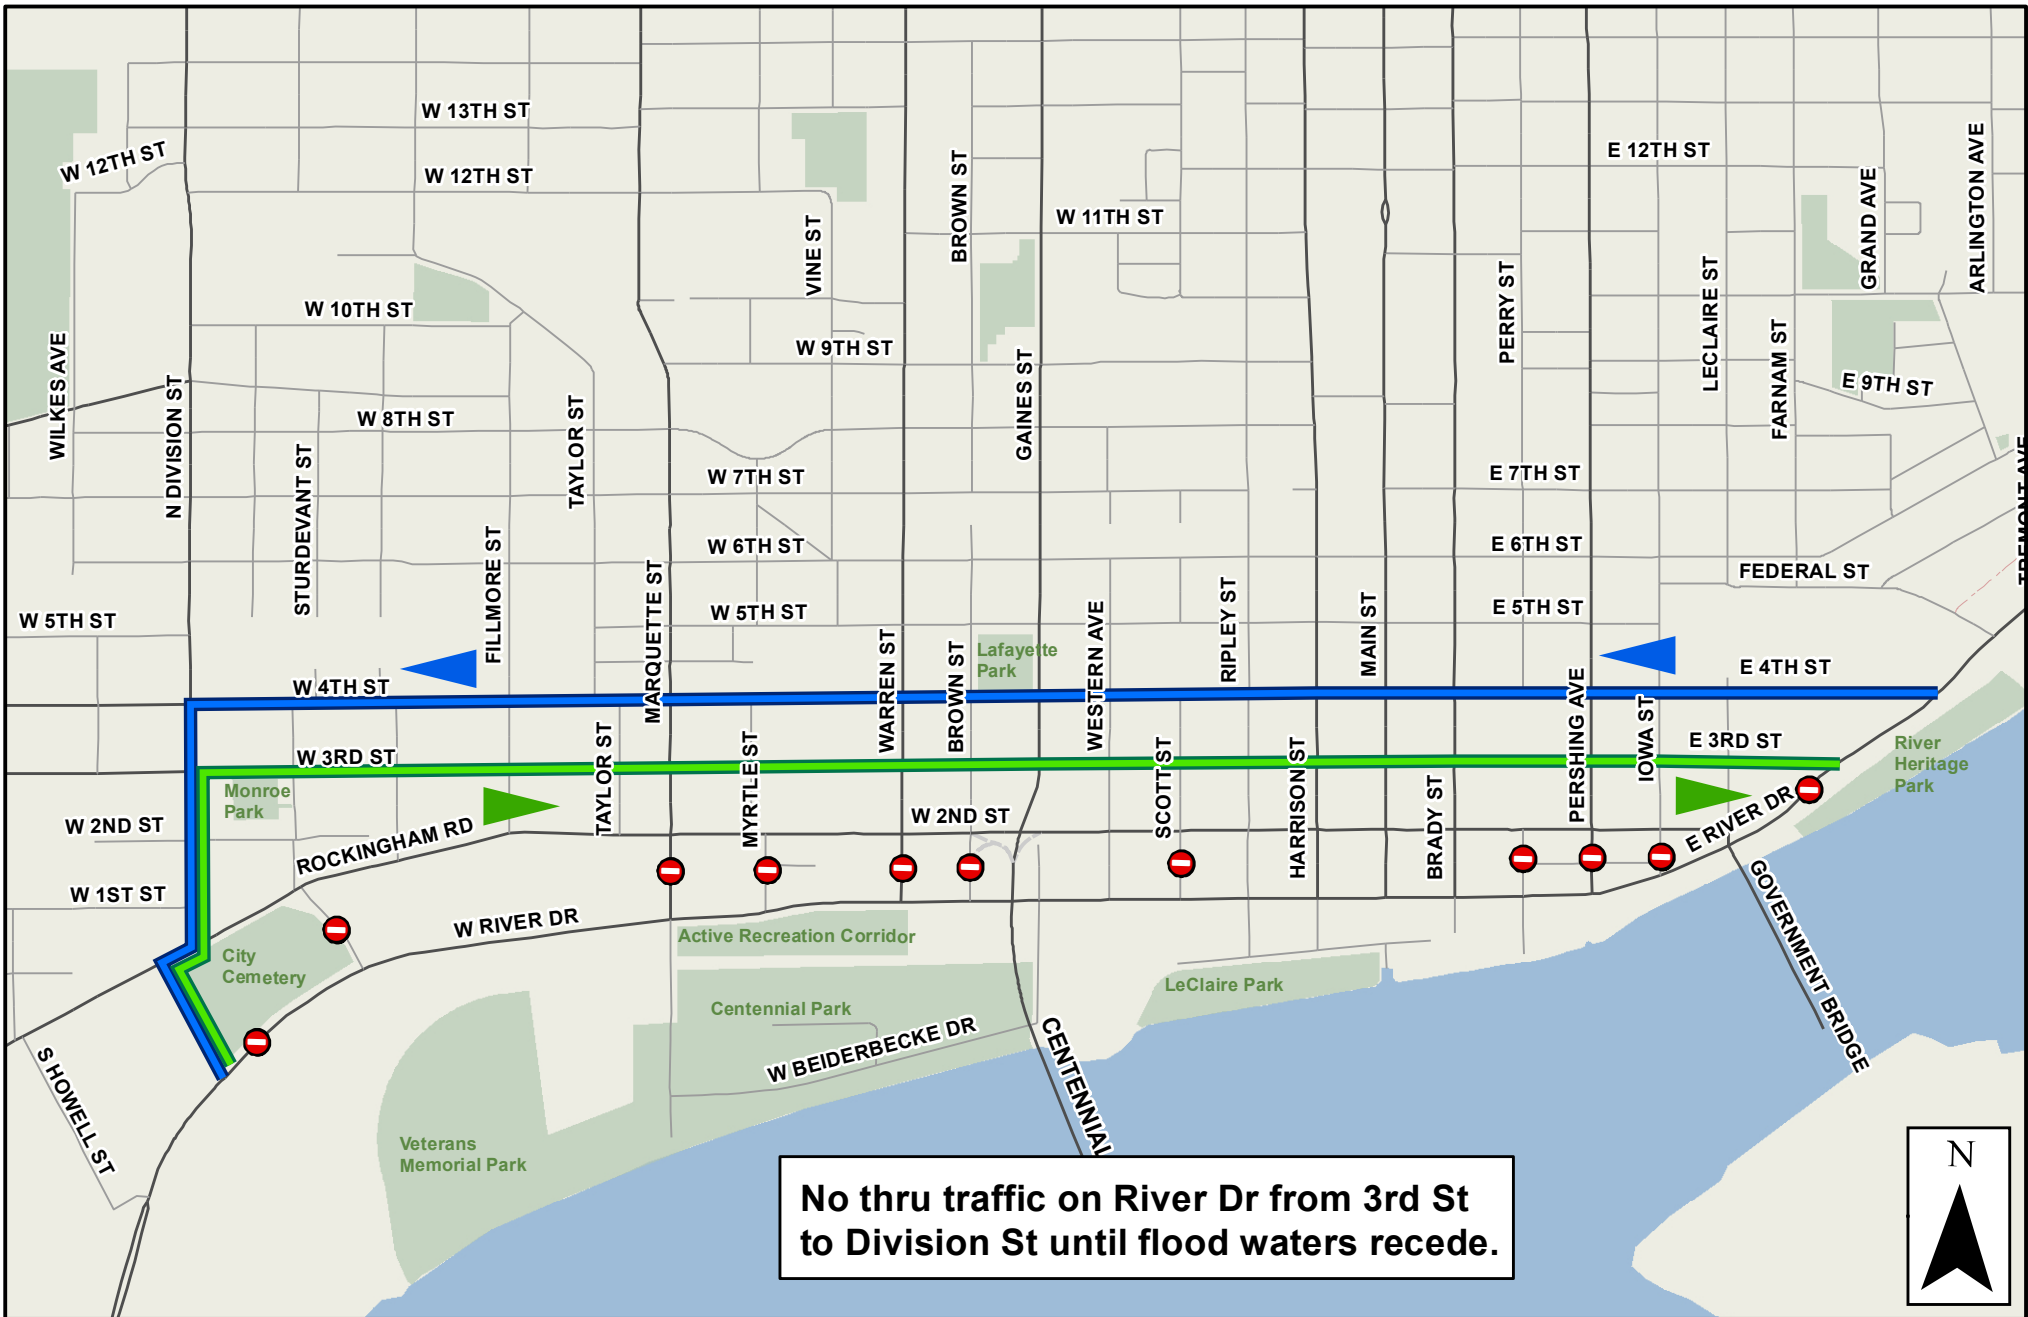 W 13TH ST
W 12TH ST
W 12TH ST
E 12TH ST
ARLINGTON AVE
BROWN ST
GRAND AVE
W 11TH ST
VINE ST
LECLAIRE ST
PERRY ST
W 10TH ST
FARNAM ST
WILKES AVE
W 9TH ST
GAINES ST
E 9TH ST
N DIVISION ST
TAYLOR ST
W 8TH ST
STURDEVANT ST
W 7TH ST
E 7TH ST
TREMONT AVE
FILLMORE ST
W 6TH ST
E 6TH ST
MARQUETTE ST
FEDERAL ST
RIPLEY ST
MAIN ST
W 5TH ST
W 5TH ST
WESTERN AVE
E 5TH ST
WARREN ST
BROWN ST
Lafayette
Park
E 4TH ST
W 4TH ST
PERSHING AVE
IOWA ST
TAYLOR ST
MYRTLE ST
SCOTT ST
HARRISON ST
W 3RD ST
E 3RD ST
River
Heritage
Park
BRADY ST
Monroe
Park
W 2ND ST
W 2ND ST
ROCKINGHAM RD
E RIVER DR
W 1ST ST
W RIVER DR
GOVERNMENT BRIDGE
Active Recreation Corridor
City
Cemetery
LeClaire Park
Centennial Park
W BEIDERBECKE DR
CENTENNIAL
S HOWELL ST
Veterans
Memorial Park
N
No thru traffic on River Dr from 3rd St
to Division St until flood waters recede.